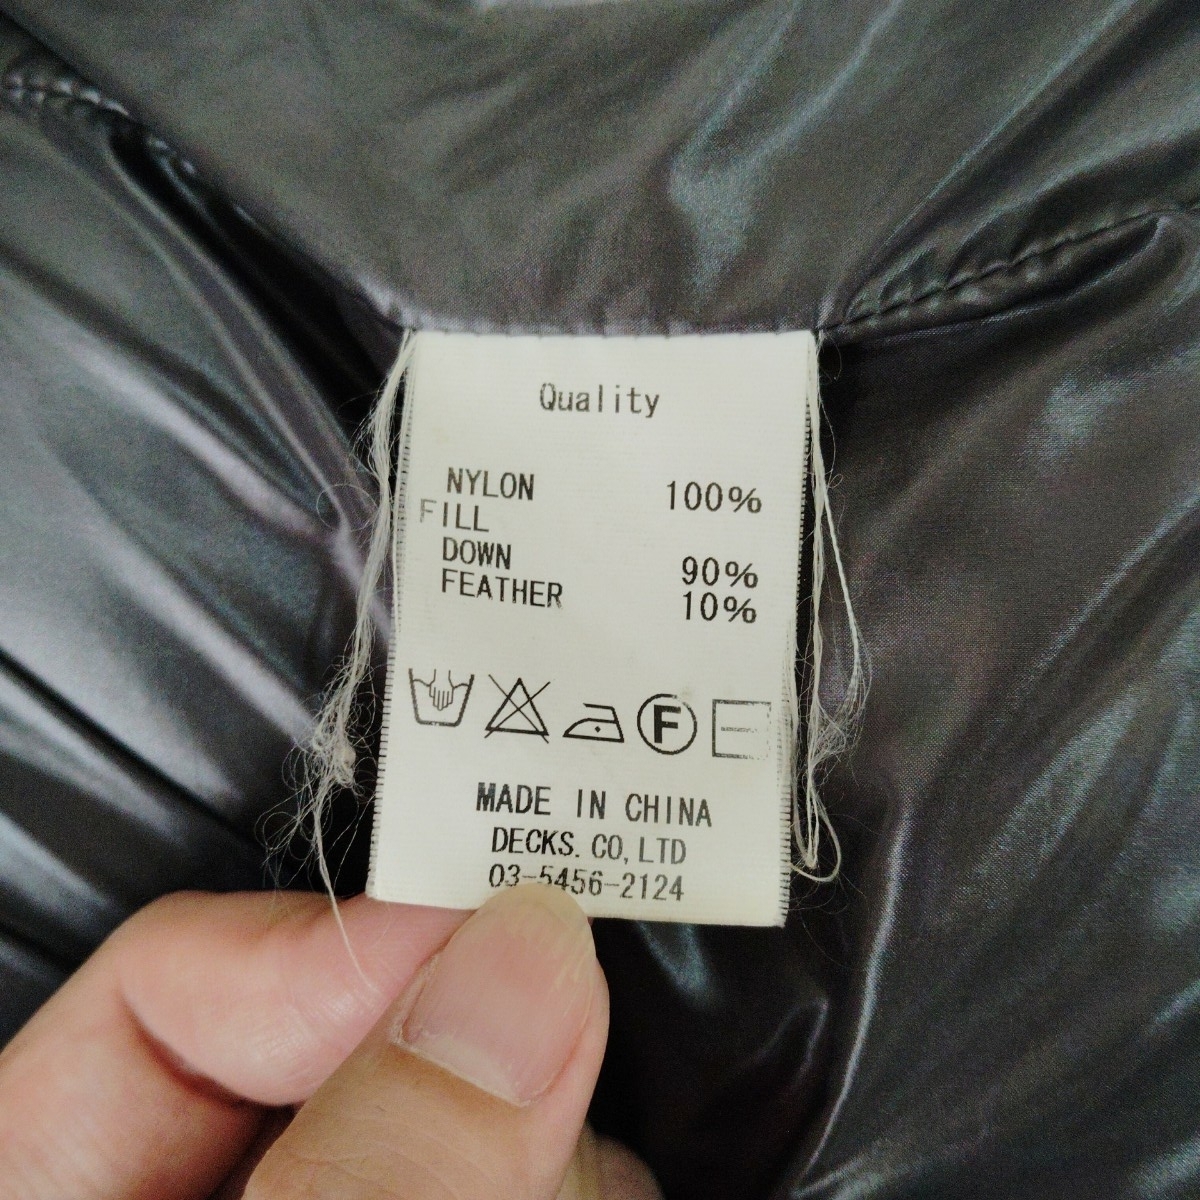 Quality
NYLON 100%
FILL
DOWN 90%
FEATHER 10%
F
MADE IN CHINA
DECKS. CO, LTD
03-5456-2124